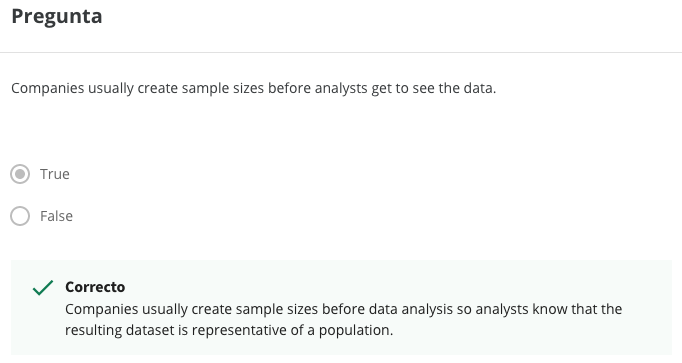 Pregunta
Companies usually create sample sizes before analysts get to see the data.
True
False
Correcto
Companies usually create sample sizes before data analysis so analysts know that the
resulting dataset is representative of a population.